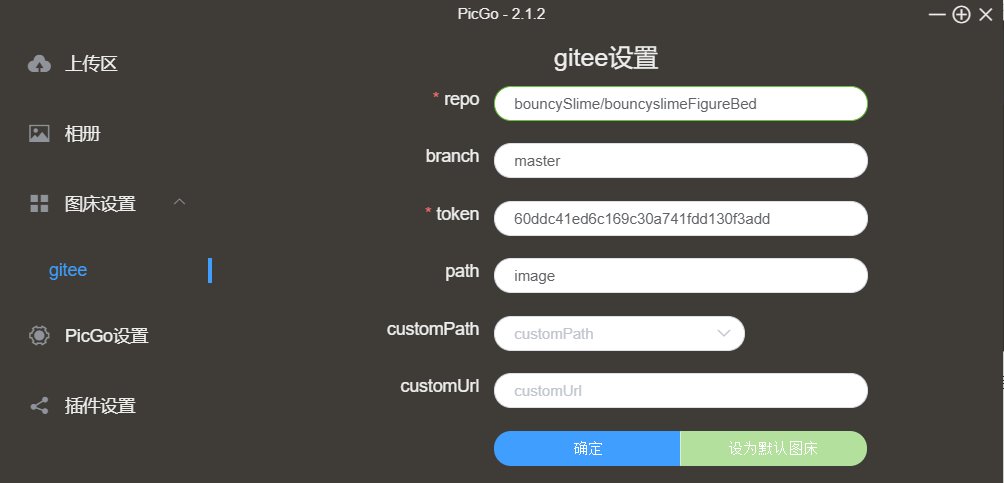 PicGo - 2.1.2
上传区
相册
图床设置
gitee
PicGo设置
插件设置
gitee设置
* repo
bouncySlime/bouncyslimeFigureBed
branch
master
* token
60ddc41ed6c169c30a741fdd130f3add
path
image
customPath
customPath
customUrl
customUrl
确定
设为默认图床